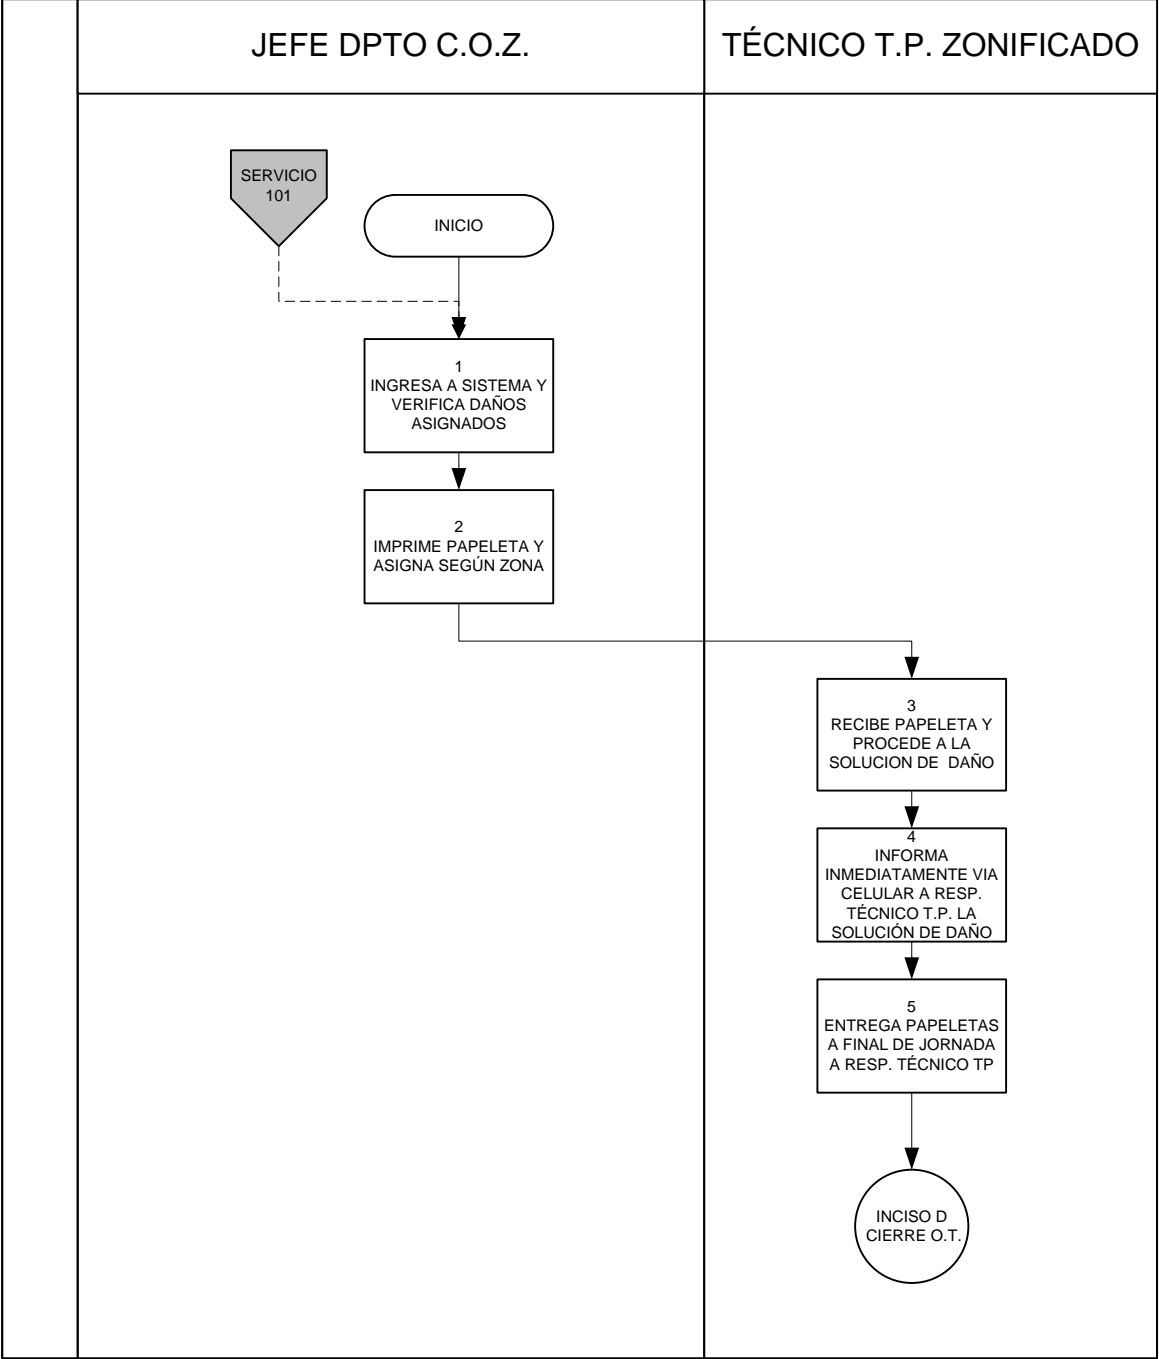 JEFE DPTO C.O.Z.
TÉCNICO T.P. ZONIFICADO
SERVICIO
101
INICIO
1
INGRESA A SISTEMA Y
VERIFICA DAÑOS
ASIGNADOS
2
IMPRIME PAPELETA Y
ASIGNA SEGÚN ZONA
3
RECIBE PAPELETA Y
PROCEDE A LA
SOLUCION DE DAÑO
4
INFORMA
INMEDIATAMENTE VIA
CELULAR A RESP.
TÉCNICO T.P. LA
SOLUCIÓN DE DAÑO
5
ENTREGA PAPELETAS
A FINAL DE JORNADA
A RESP. TÉCNICO TP
INCISO D
CIERRE O.T.